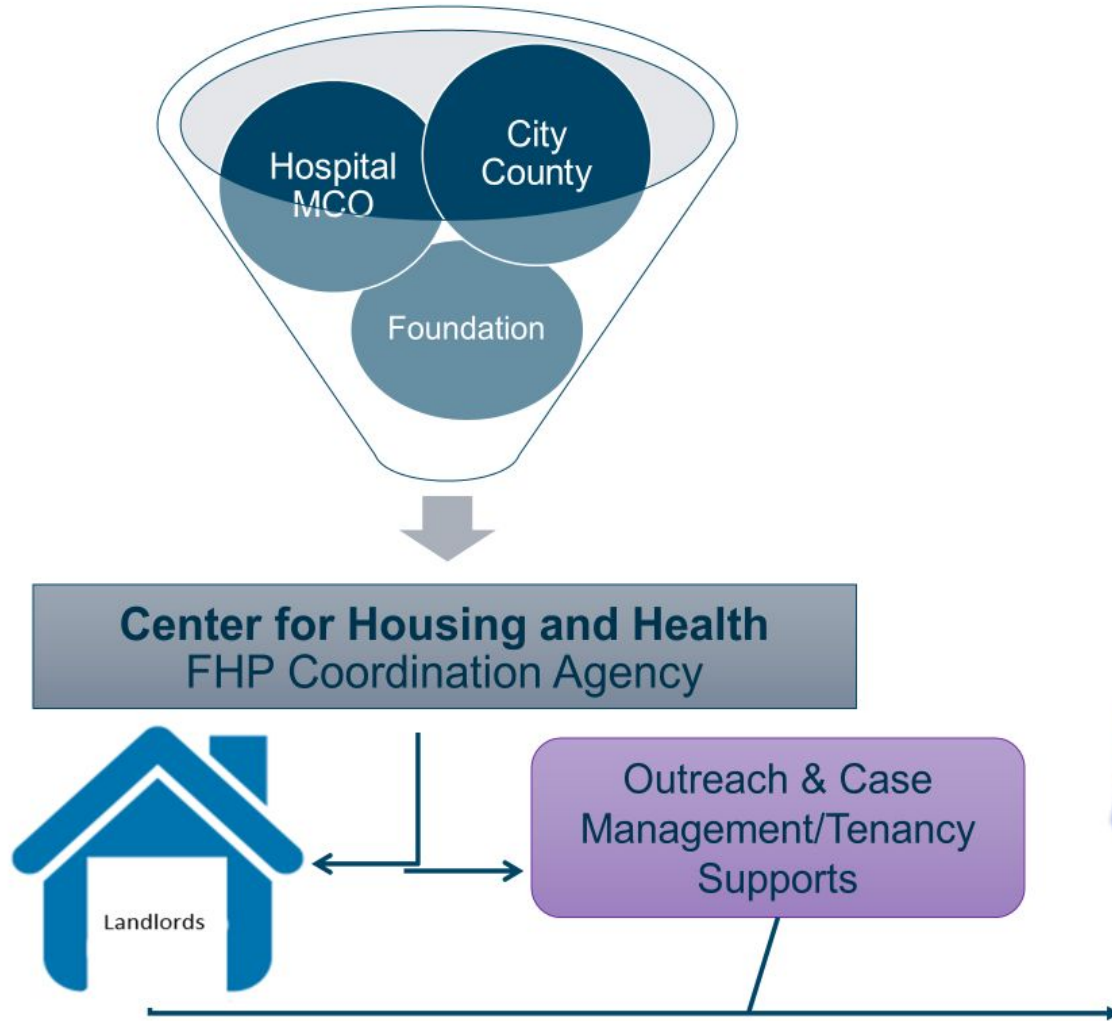 Hospital
MCO
City
County
Foundation
Center for Housing and Health
FHP Coordination Agency
Landlords
Outreach & Case
Management/Tenancy
Supports